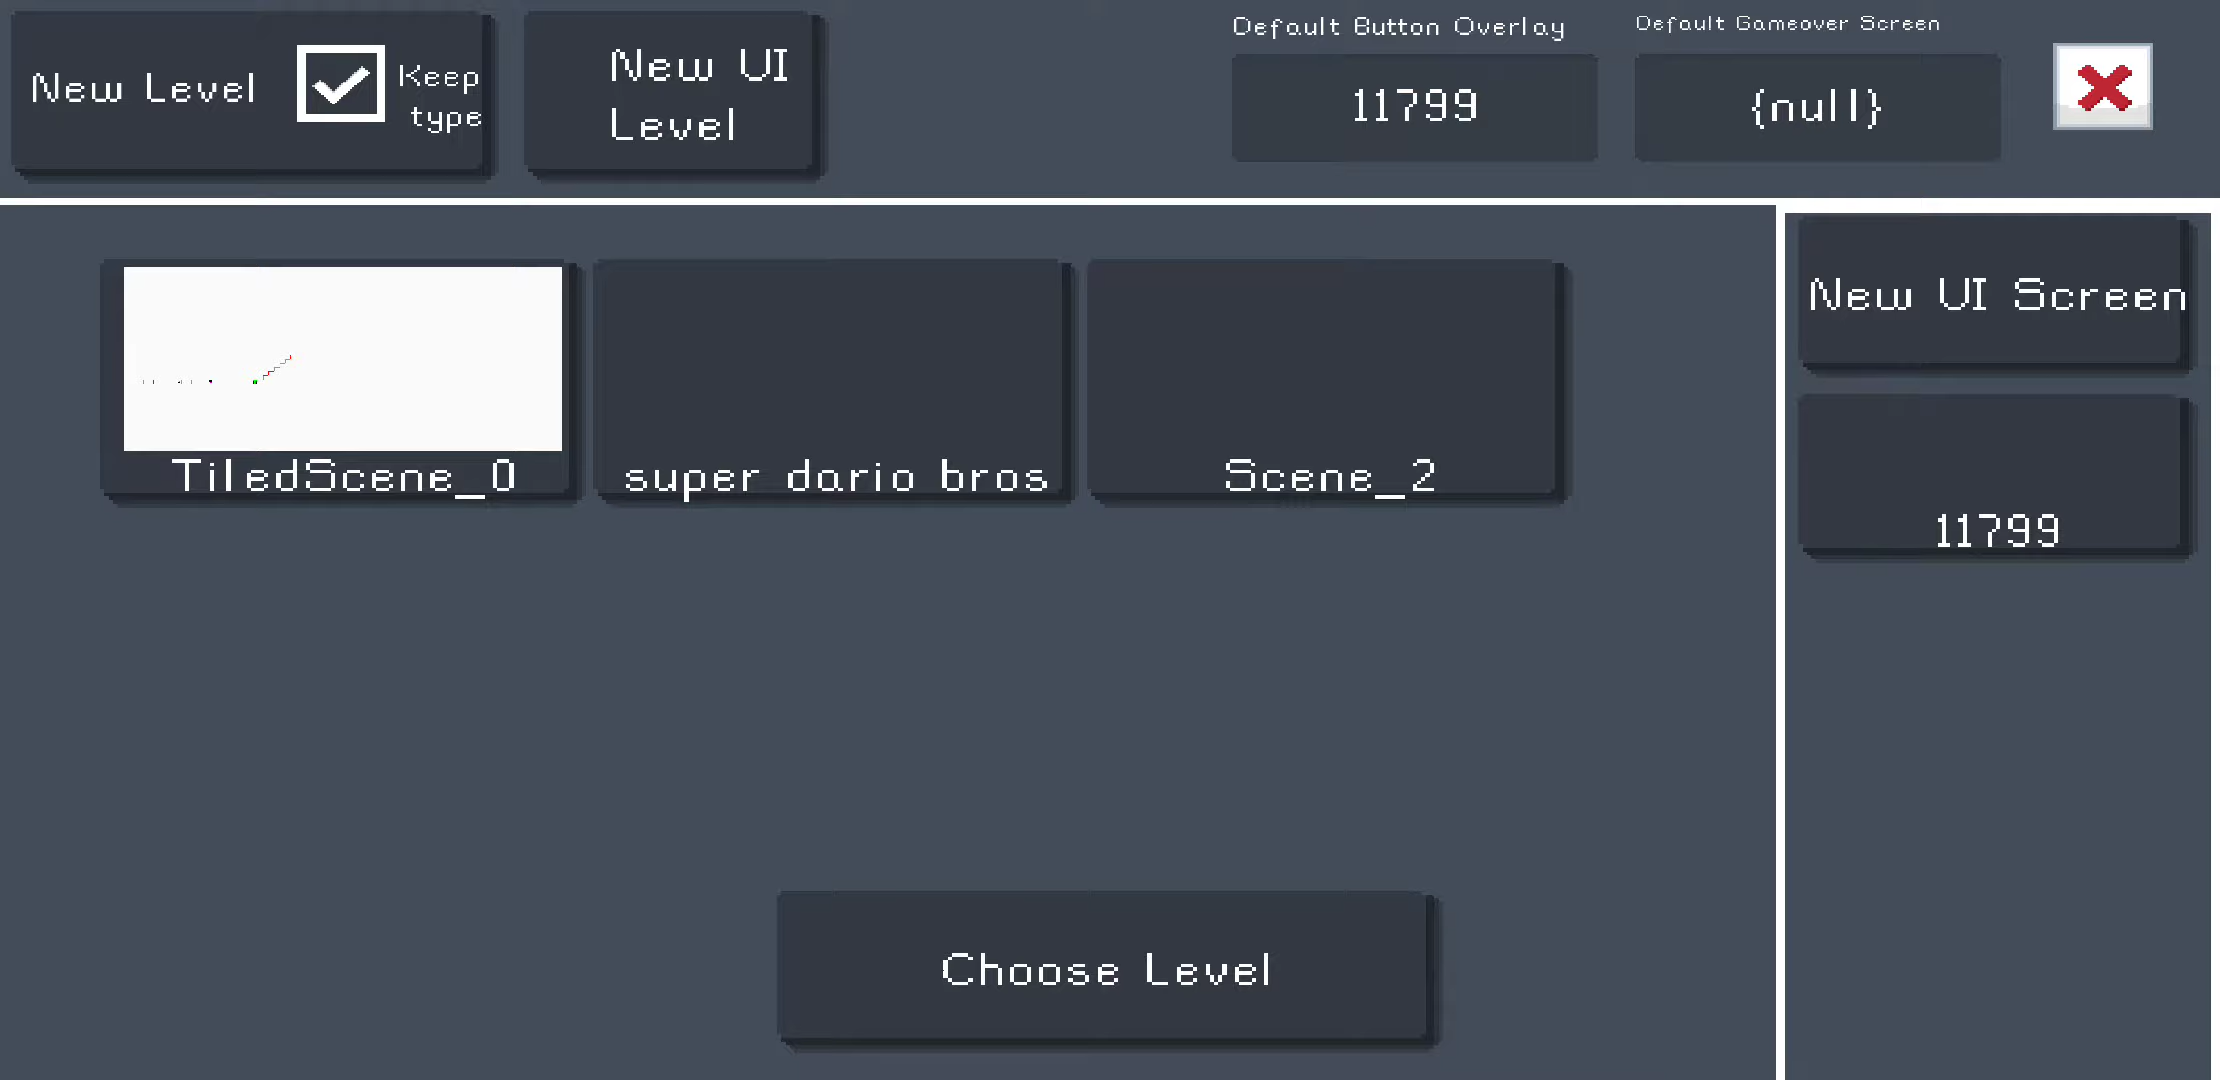 New Level
Keep
type
New UI
Level
Default Button Overlay
11799
Default Gameover Screen
{null}
TiledScene_0
super dario bros
Scene_2
New UI Screen
11799
Choose Level